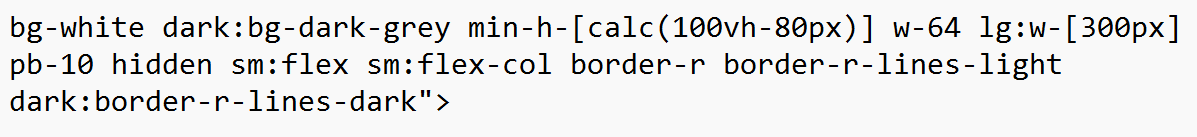 bg-white dark:bg-dark-grey min-h-[calc(100vh-80px)] w-64 lg:w-[300px]
pb-10 hidden sm:flex sm:flex-col border-r border-r-lines-light
dark:border-r-lines-dark">